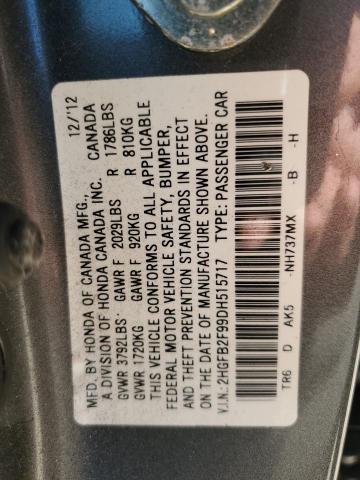 MFD. BY HONDA OF CANADA MFG., 12/'12
A DIVISION OF HONDA CANADA INC. CANADA
GVWR 3792LBS GAWR F 2029LBS R 1786LBS
GVWR 1720KG GAWR F 920KG R 810KG
THIS VEHICLE CONFORMS TO ALL APPLICABLE
FEDERAL MOTOR VEHICLE SAFETY, BUMPER,
AND THEFT PREVENTION STANDARDS IN EFFECT
ON THE DATE OF MANUFACTURE SHOWN ABOVE.
V.I.N.:2HGFB2F99DH515717 TYPE: PASSENGER CAR
TR6 D AK5 -NH737MX -B -H